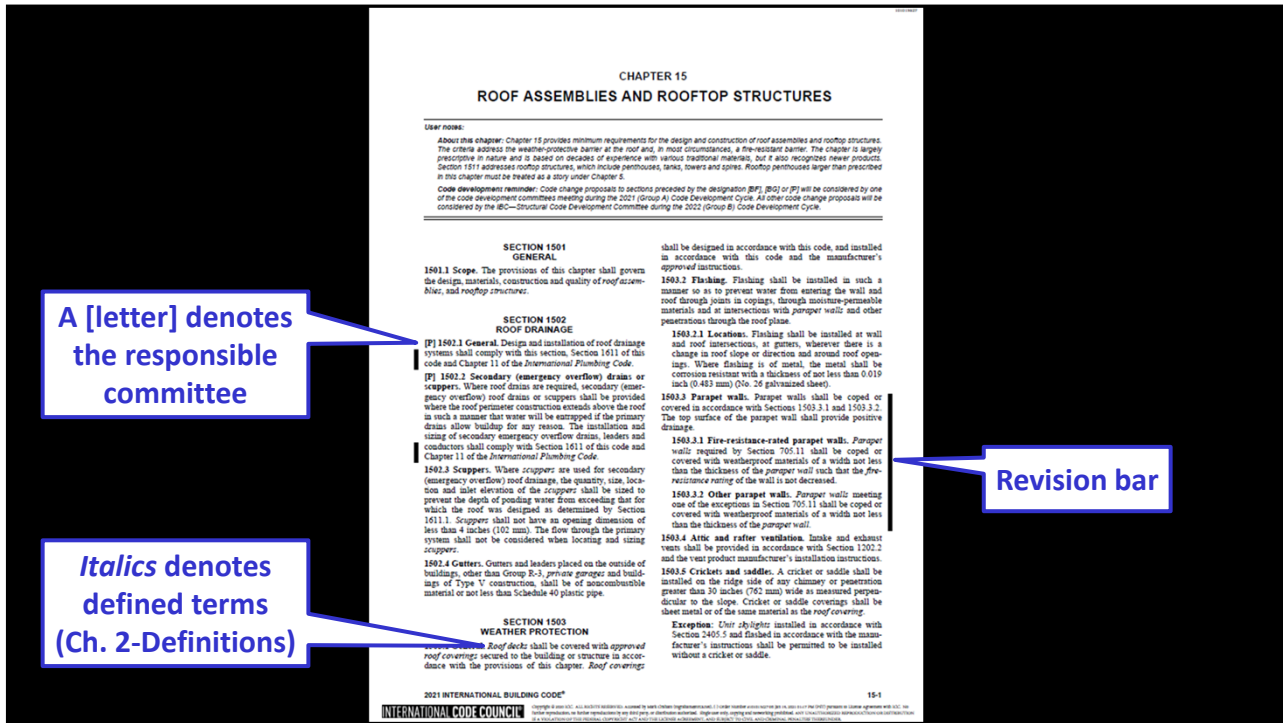 CHAPTER 15
ROOF ASSEMBLIES AND ROOFTOP STRUCTURES
User notes:
About this chapter: Chapter 15 provides minimum requirements for the design and construction of roof assemblies and rooftop structures.
The criteria address the weather-protective barrier at the roof and, in most circumstances, a fire-resistant barrier. The chapter is largely
prescriptive in nature and is based on decades of experience with various traditional materials, but it also recognizes newer products.
Section 1511 addresses rooftop structures, which include penthouses, tanks, towers and spires. Rooftop penthouses larger than prescribed
in this chapter must be treated as a story under Chapter 5.
Code development reminder: Code change proposals to sections preceded by the designation [BF], [BG] or [P] will be considered by one
of the code development committees meeting during the 2021 (Group A) Code Development Cycle. All other code change proposals will be
considered by the IBC—Structural Code Development Committee during the 2022 (Group B) Code Development Cycle.
SECTION 1501
GENERAL
1501.1 Scope. The provisions of this chapter shall govern
the design, materials, construction and quality of roof assem-
blies, and rooftop structures.
SECTION 1502
ROOF DRAINAGE
[P] 1502.1 General. Design and installation of roof drainage
systems shall comply with this section, Section 1611 of this
code and Chapter 11 of the International Plumbing Code.
[P] 1502.2 Secondary (emergency overflow) drains or
scuppers. Where roof drains are required, secondary (emer-
gency overflow) roof drains or scuppers shall be provided
where the roof perimeter construction extends above the roof
in such a manner that water will be entrapped if the primary
drains allow buildup for any reason. The installation and
sizing of secondary emergency overflow drains, leaders and
conductors shall comply with Section 1611 of this code and
Chapter 11 of the International Plumbing Code.
1502.3 Scuppers. Where scuppers are used for secondary
(emergency overflow) roof drainage, the quantity, size, loca-
tion and inlet elevation of the scuppers shall be sized to
prevent the depth of ponding water from exceeding that for
which the roof was designed as determined by Section
1611.1. Scuppers shall not have an opening dimension of
less than 4 inches (102 mm). The flow through the primary
system shall not be considered when locating and sizing
scuppers.
1502.4 Gutters. Gutters and leaders placed on the outside of
buildings, other than Group R-3, private garages and build-
ings of Type V construction, shall be of noncombustible
material or not less than Schedule 40 plastic pipe.
SECTION 1503
WEATHER PROTECTION
Roof decks shall be covered with approved
roof coverings secured to the building or structure in accor-
dance with the provisions of this chapter. Roof coverings
shall be designed in accordance with this code, and installed
in accordance with this code and the manufacturer's
approved instructions.
1503.2 Flashing. Flashing shall be installed in such a
manner so as to prevent water from entering the wall and
roof through joints in copings, through moisture-permeable
materials and at intersections with parapet walls and other
penetrations through the roof plane.
1503.2.1 Locations. Flashing shall be installed at wall
and roof intersections, at gutters, wherever there is a
change in roof slope or direction and around roof open-
ings. Where flashing is of metal, the metal shall be
corrosion resistant with a thickness of not less than 0.019
inch (0.483 mm) (No. 26 galvanized sheet).
1503.3 Parapet walls. Parapet walls shall be coped or
covered in accordance with Sections 1503.3.1 and 1503.3.2.
The top surface of the parapet wall shall provide positive
drainage.
1503.3.1 Fire-resistance-rated parapet walls. Parapet
walls required by Section 705.11 shall be coped or
covered with weatherproof materials of a width not less
than the thickness of the parapet wall such that the fire-
resistance rating of the wall is not decreased.
1503.3.2 Other parapet walls. Parapet walls meeting
one of the exceptions in Section 705.11 shall be coped or
covered with weatherproof materials of a width not less
than the thickness of the parapet wall.
1503.4 Attic and rafter ventilation. Intake and exhaust
vents shall be provided in accordance with Section 1202.2
and the vent product manufacturer's installation instructions.
1503.5 Crickets and saddles. A cricket or saddle shall be
installed on the ridge side of any chimney or penetration
greater than 30 inches (762 mm) wide as measured perpen-
dicular to the slope. Cricket or saddle coverings shall be
sheet metal or of the same material as the roof covering.
Exception: Unit skylights installed in accordance with
Section 2405.5 and flashed in accordance with the manu-
facturer's instructions shall be permitted to be installed
without a cricket or saddle.
2021 INTERNATIONAL BUILDING CODE®
15-1
INTERNATIONAL CODE COUNCIL
A [letter] denotes
the responsible
committee
Italics denotes
defined terms
(Ch. 2-Definitions)
Revision bar